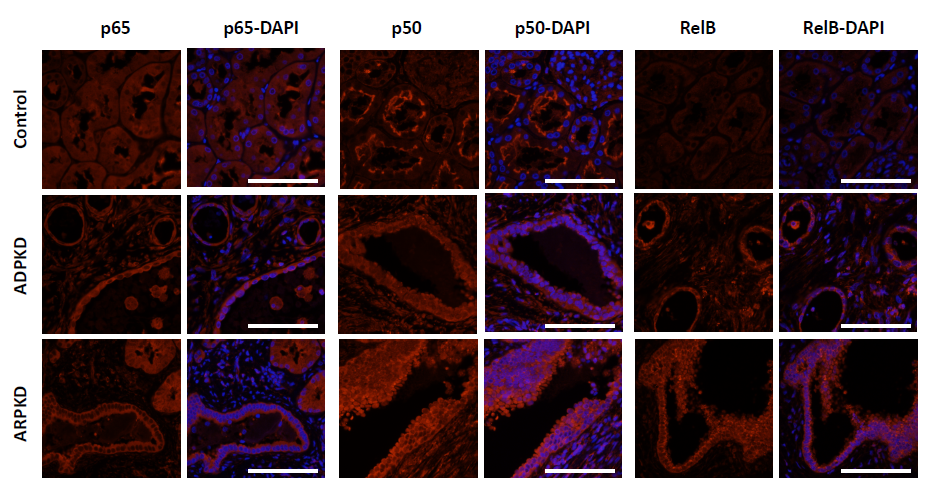 p65 p65-DAPI p50 p50-DAPI RelB RelB-DAPI
Control
ADPKD
ARPKD